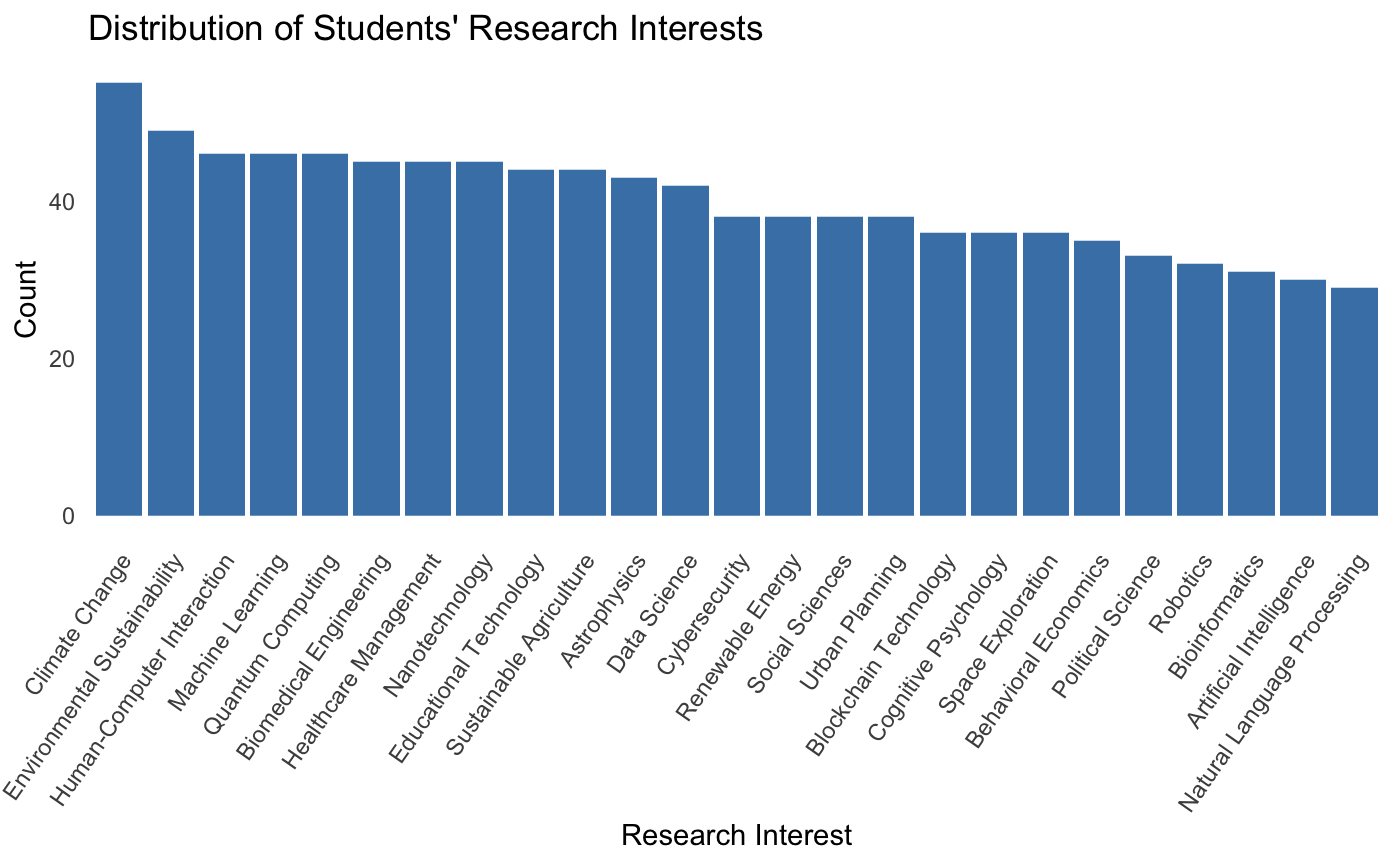 Distribution of Students' Research Interests
Count
40
20
0
Climate Change
Environmental Sustainability
Human-Computer Interaction
Machine Learning
Quantum Computing
Biomedical Engineering
Healthcare Management
Nanotechnology
Educational Technology
Sustainable Agriculture
Astrophysics
Data Science
Cybersecurity
Renewable Energy
Social Sciences
Urban Planning
Blockchain Technology
Cognitive Psychology
Space Exploration
Behavioral Economics
Political Science
Robotics
Bioinformatics
Artificial Intelligence
Natural Language Processing
Research Interest